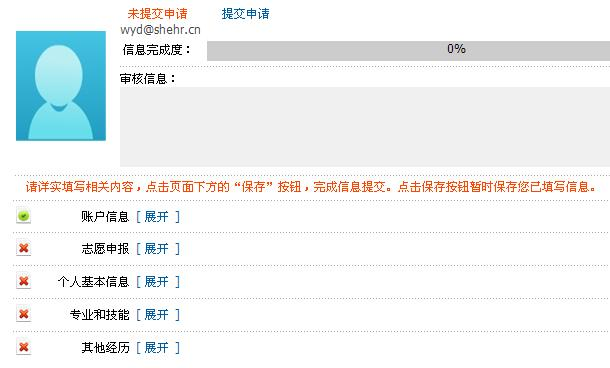 未提交申请 提交申请
wyd@shehr.cn
信息完成度： 0%
审核信息：
请详实填写相关内容，点击页面下方的“保存”按钮，完成信息提交。点击保存按钮暂时保存您已填写信息。
账户信息 [ 展开 ]
志愿申报 [ 展开 ]
个人基本信息 [ 展开 ]
专业和技能 [ 展开 ]
其他经历 [ 展开 ]